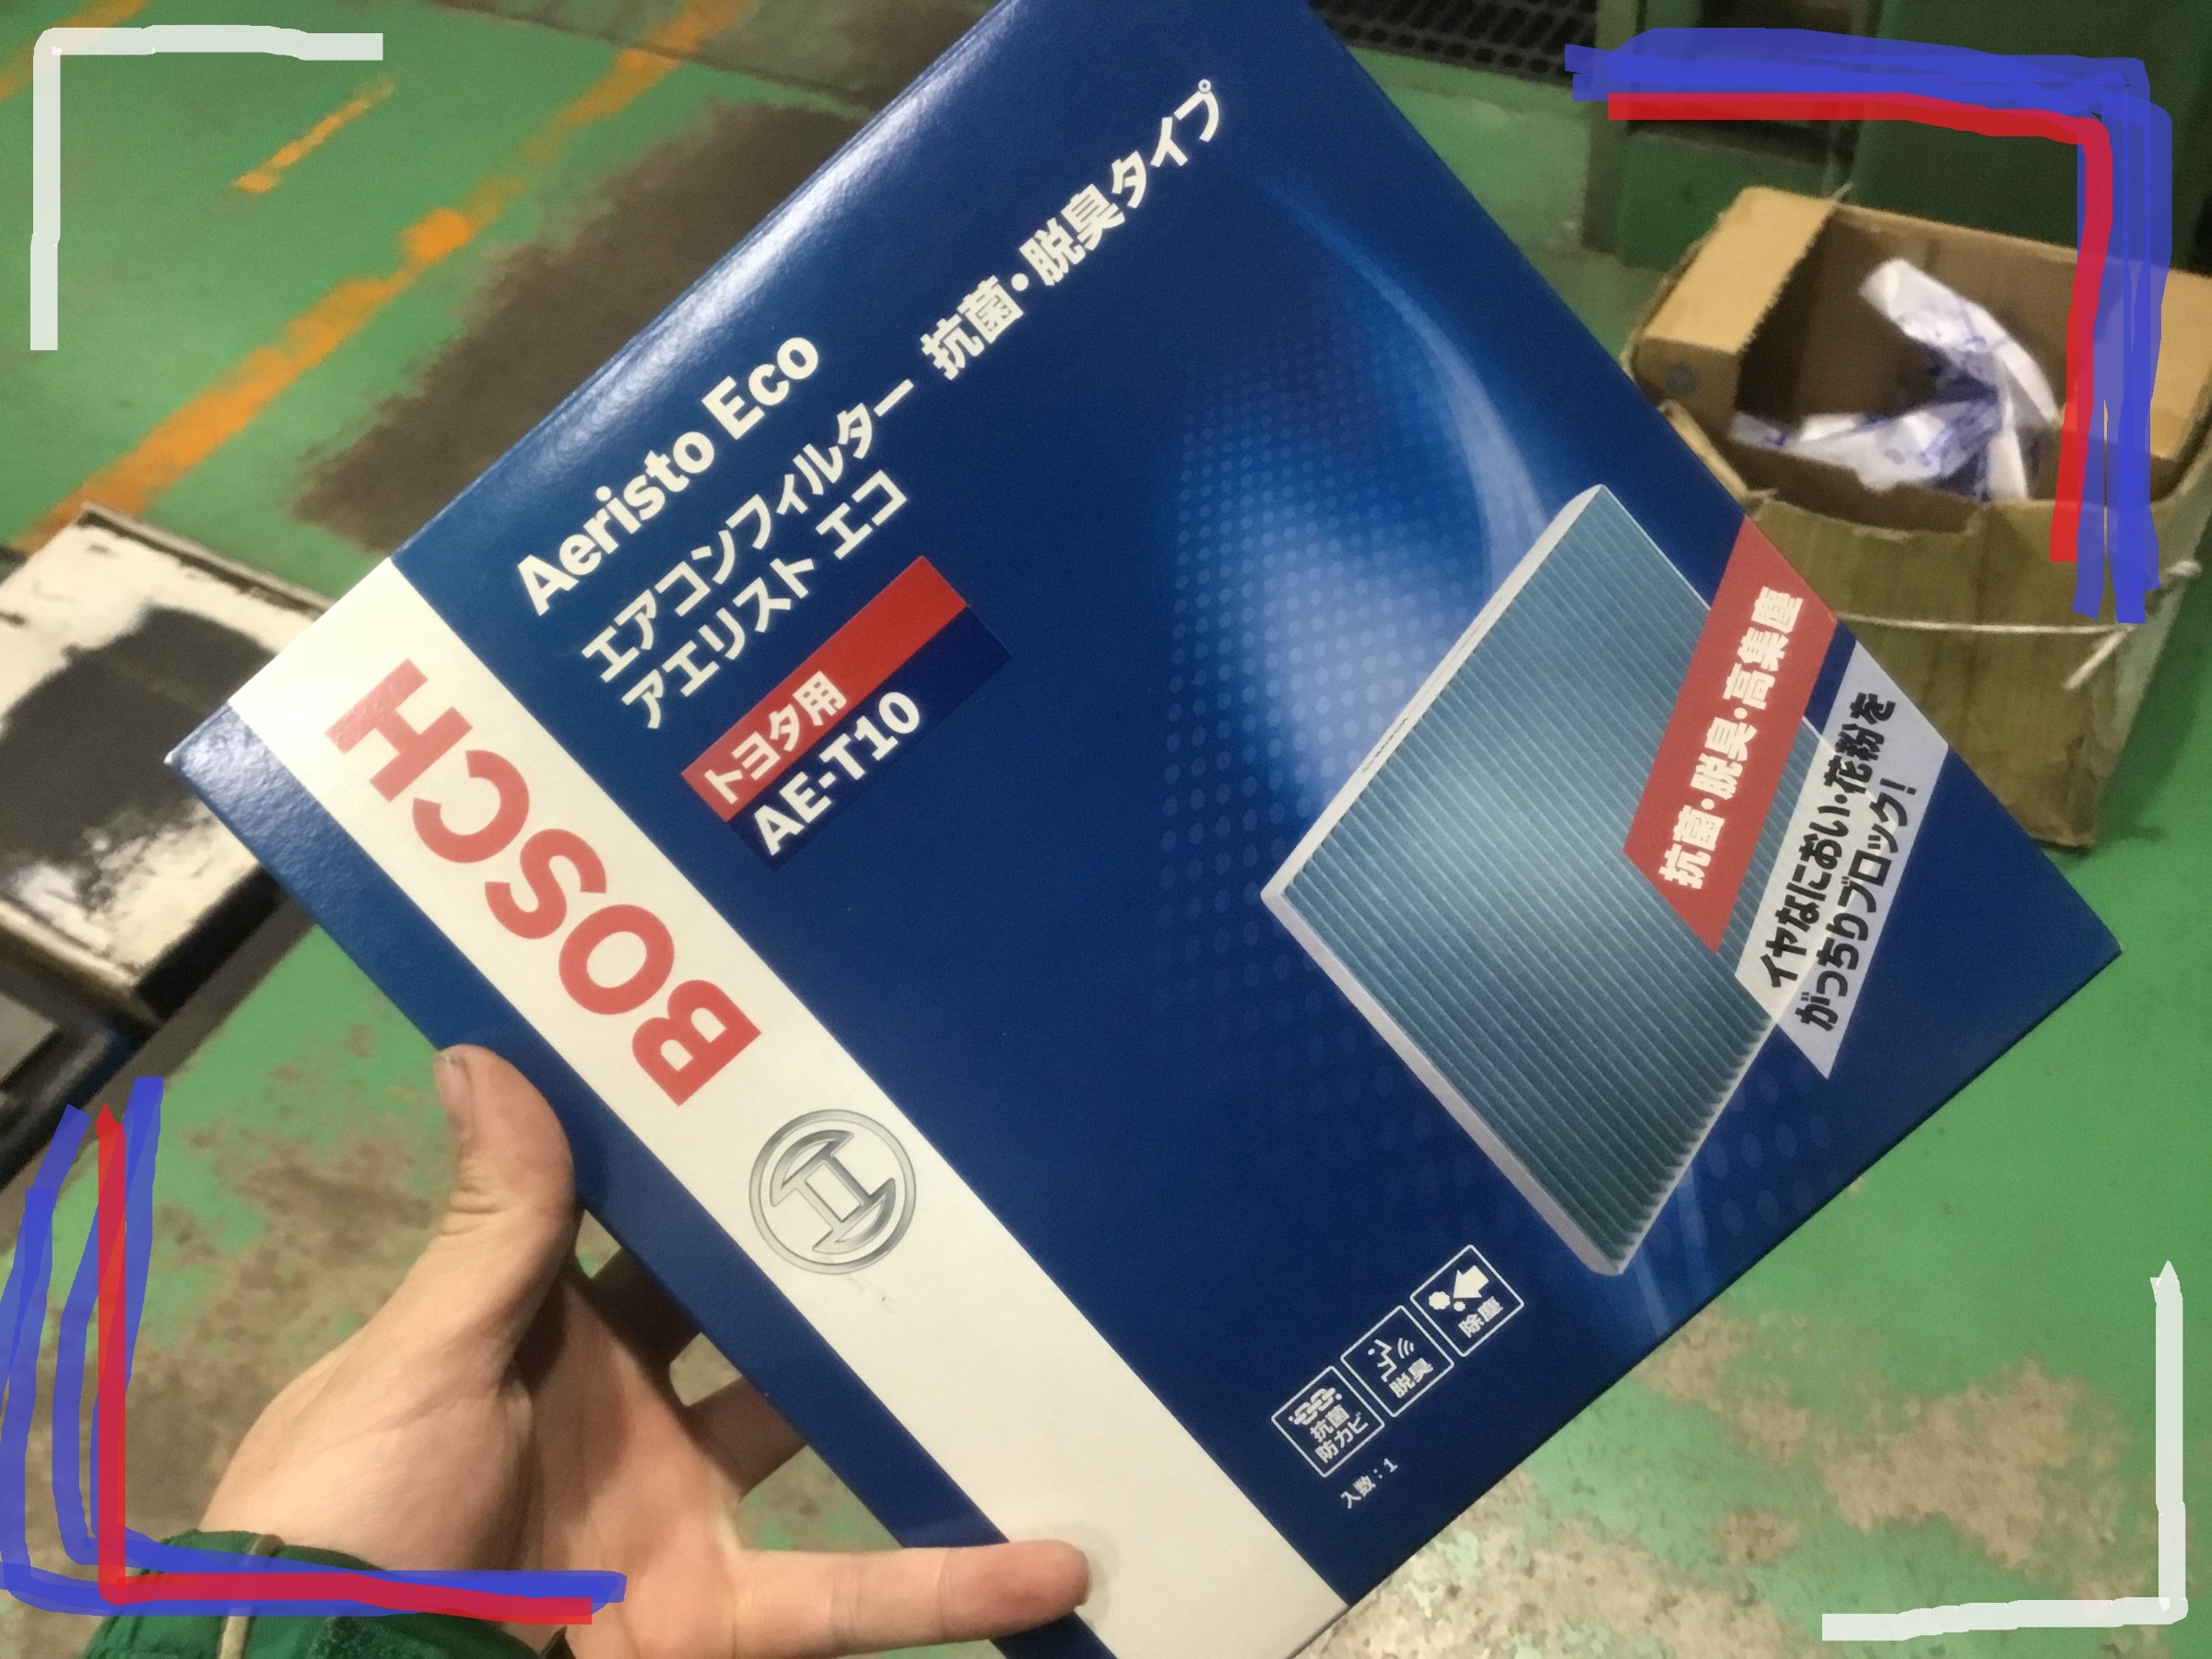 Aeristo Eco
エアコンフィルター 抗菌・脱臭タイプ
アエリスト エコ
トヨタ用
AE-T10
BOSCH
抗菌・脱臭・高集塵
イヤなにおい・花粉を
がっちりブロック!
抗菌
防カビ
脱臭
除塵
入数:1